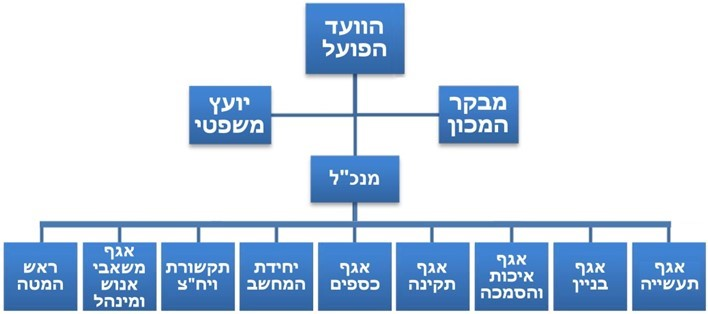 הוועד
הפועל
מבקר
המכון
יועץ
משפטי
מנכ"ל
אגף
תעשייה
אגף
בניין
אגף
איכות
והסמכה
אגף
תקינה
אגף
כספים
יחידת
המחשב
תקשורת
ויח"צ
אגף
משאבי
אנוש
ומינהל
ראש
המטה